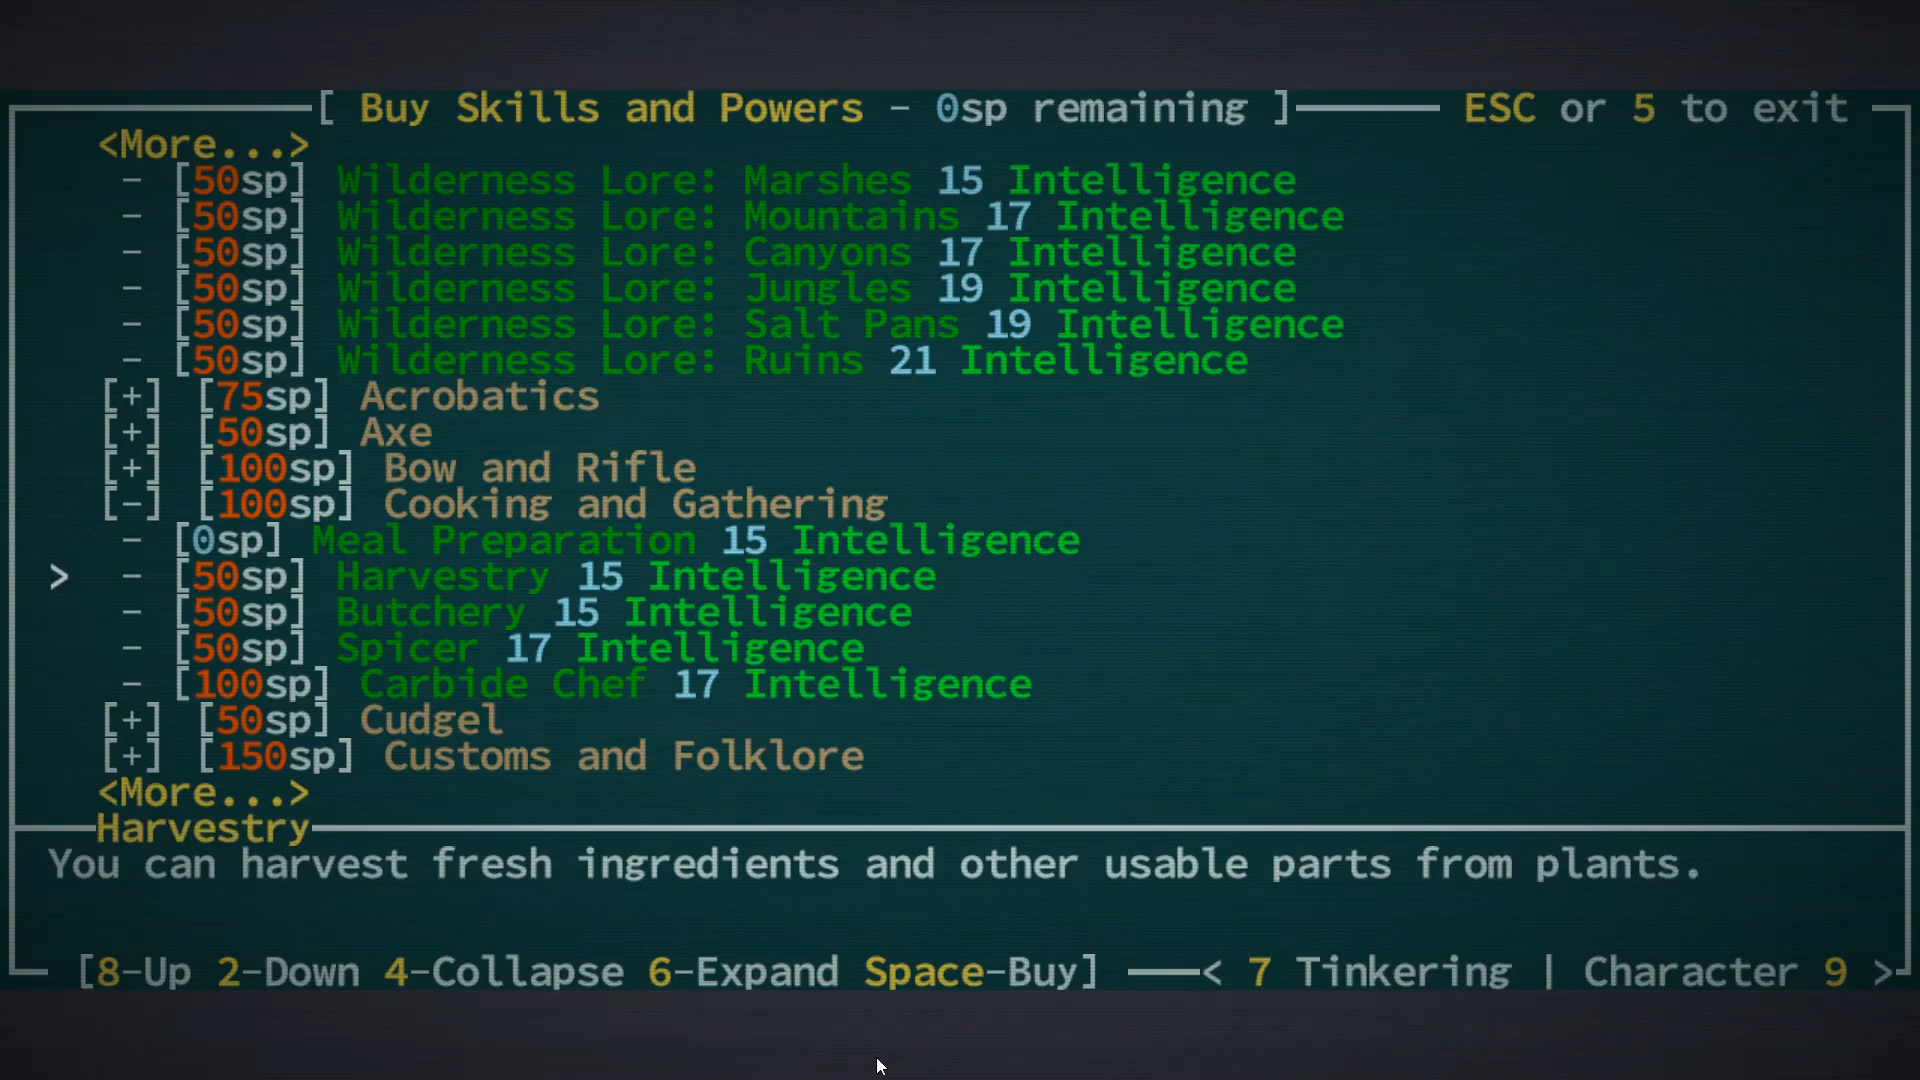 [ Buy Skills and Powers - 0sp remaining ] ESC or 5 to exit
<More...>
- [50sp] Wilderness Lore: Marshes 15 Intelligence
- [50sp] Wilderness Lore: Mountains 17 Intelligence
- [50sp] Wilderness Lore: Canyons 17 Intelligence
- [50sp] Wilderness Lore: Jungles 19 Intelligence
- [50sp] Wilderness Lore: Salt Pans 19 Intelligence
- [50sp] Wilderness Lore: Ruins 21 Intelligence
[+] [75sp] Acrobatics
[+] [50sp] Axe
[+] [100sp] Bow and Rifle
[-] [100sp] Cooking and Gathering
- [0sp] Meal Preparation 15 Intelligence
> - [50sp] Harvestry 15 Intelligence
- [50sp] Butchery 15 Intelligence
- [50sp] Spicer 17 Intelligence
- [100sp] Carbide Chef 17 Intelligence
[+] [50sp] Cudgel
[+] [150sp] Customs and Folklore
<More...>
Harvestry
You can harvest fresh ingredients and other usable parts from plants.
[8-Up 2-Down 4-Collapse 6-Expand Space-Buy] < 7 Tinkering | Character 9 >